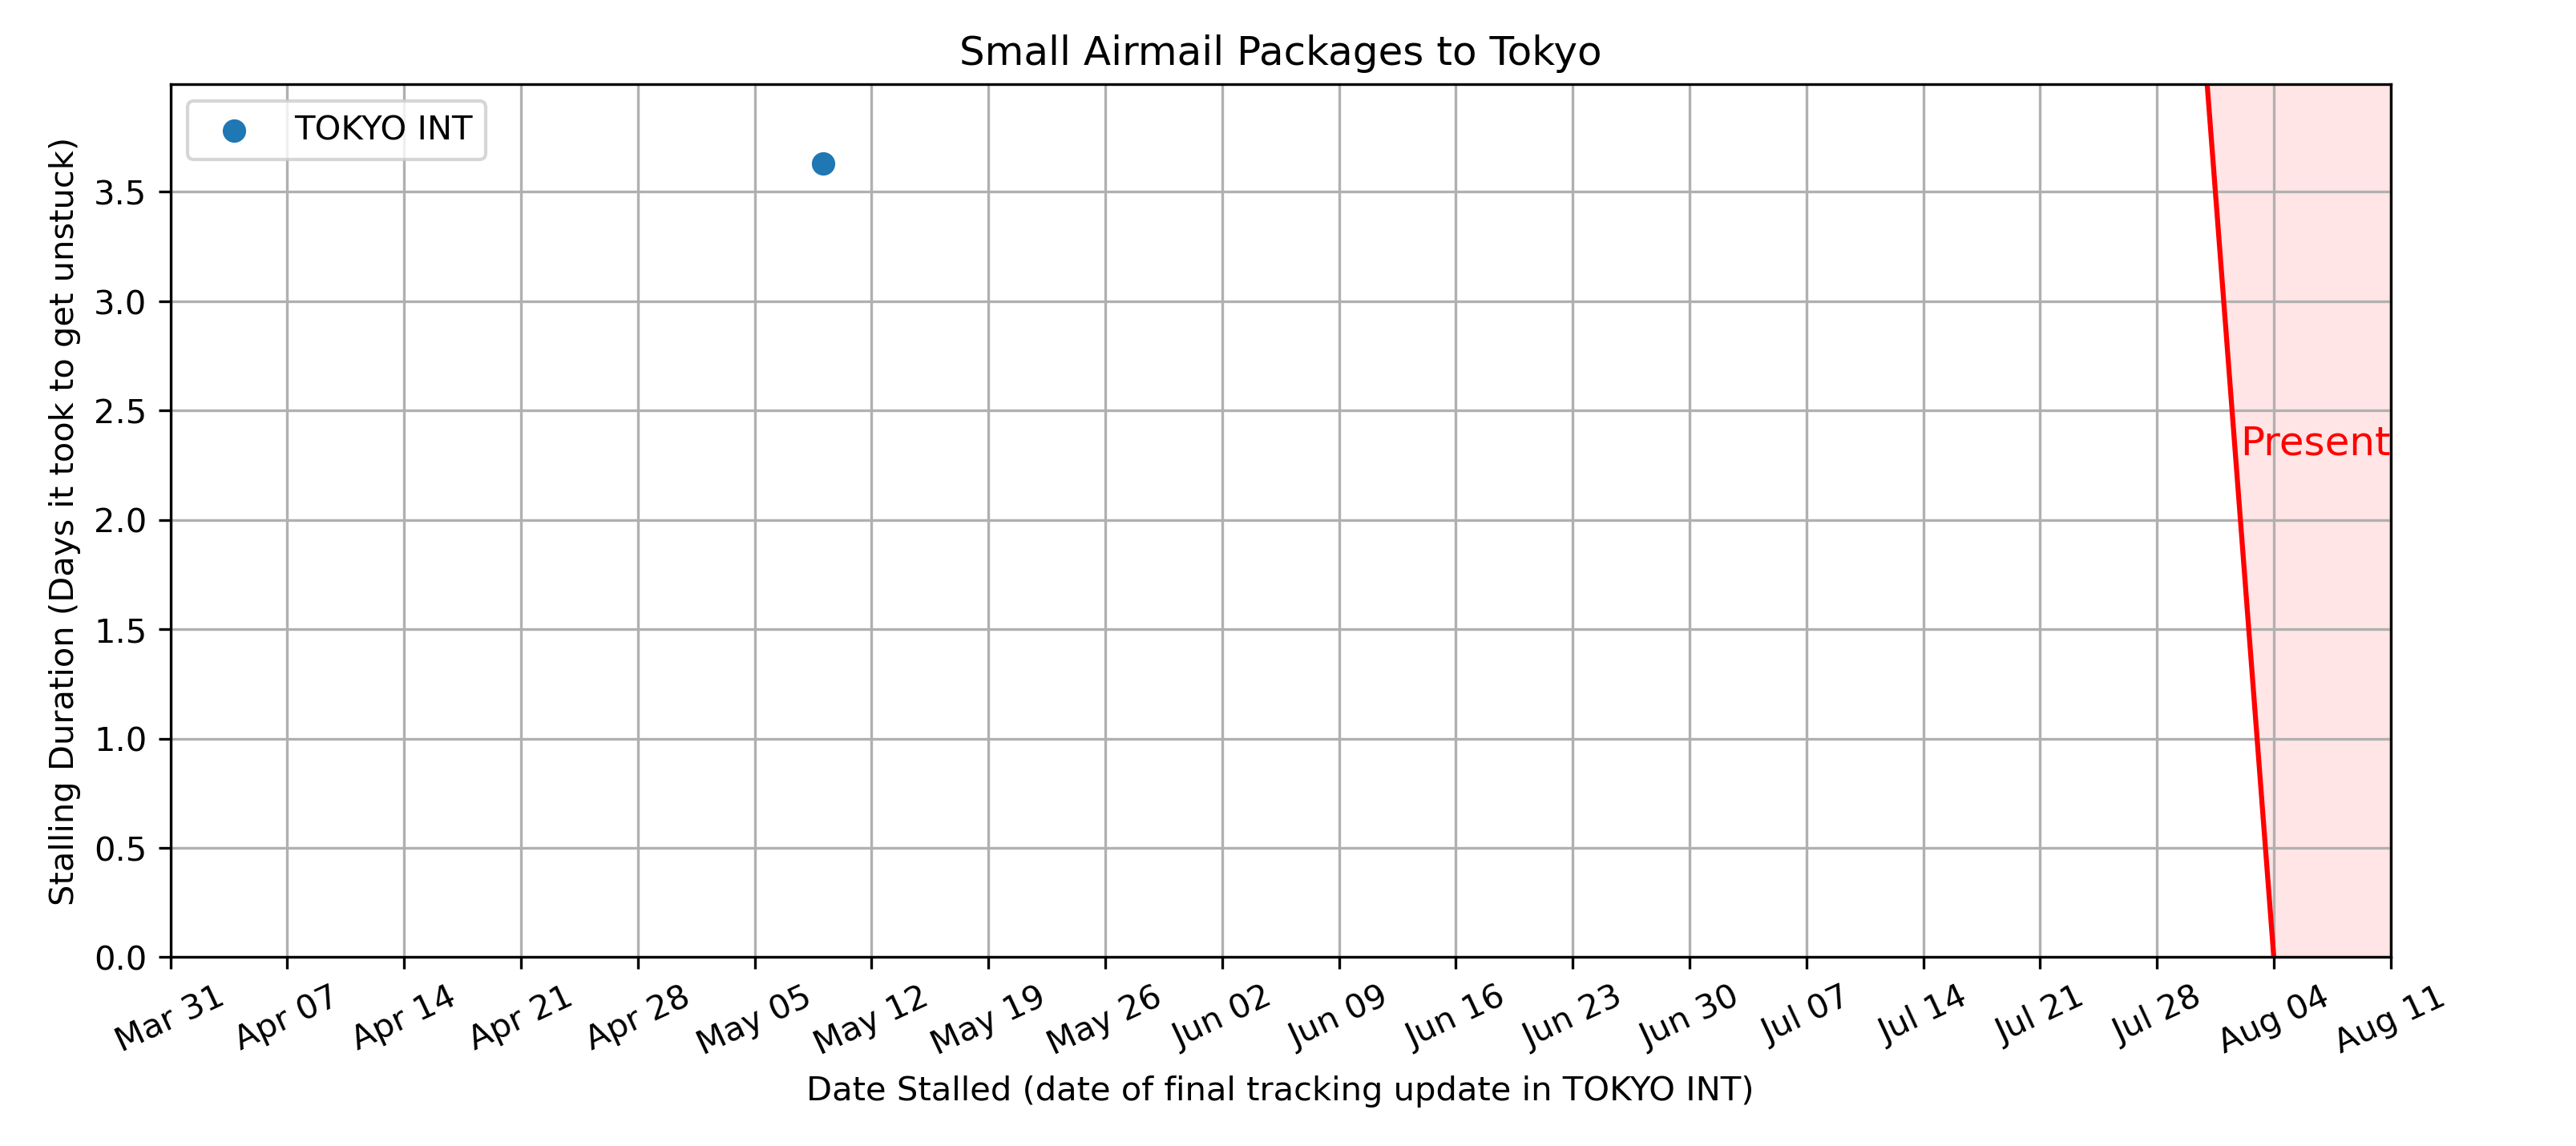 Small Airmail Packages to Tokyo
TOKYO INT
Stalling Duration (Days it took to get unstuck)
3.5
3.0
2.5
2.0
1.5
1.0
0.5
0.0
Present
Mar 31
Apr 07
Apr 14
Apr 21
Apr 28
May 05
May 12
May 19
May 26
Jun 02
Jun 09
Jun 16
Jun 23
Jun 30
Jul 07
Jul 14
Jul 21
Jul 28
Aug 04
Aug 11
Date Stalled (date of final tracking update in TOKYO INT)